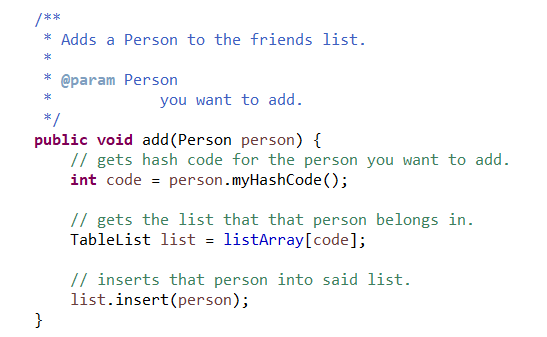 /**
 * Adds a Person to the friends list.
 *
 * @param Person
 *            you want to add.
 */
public void add(Person person) {
    // gets hash code for the person you want to add.
    int code = person.myHashCode();

    // gets the list that that person belongs in.
    TableList list = listArray[code];

    // inserts that person into said list.
    list.insert(person);
}